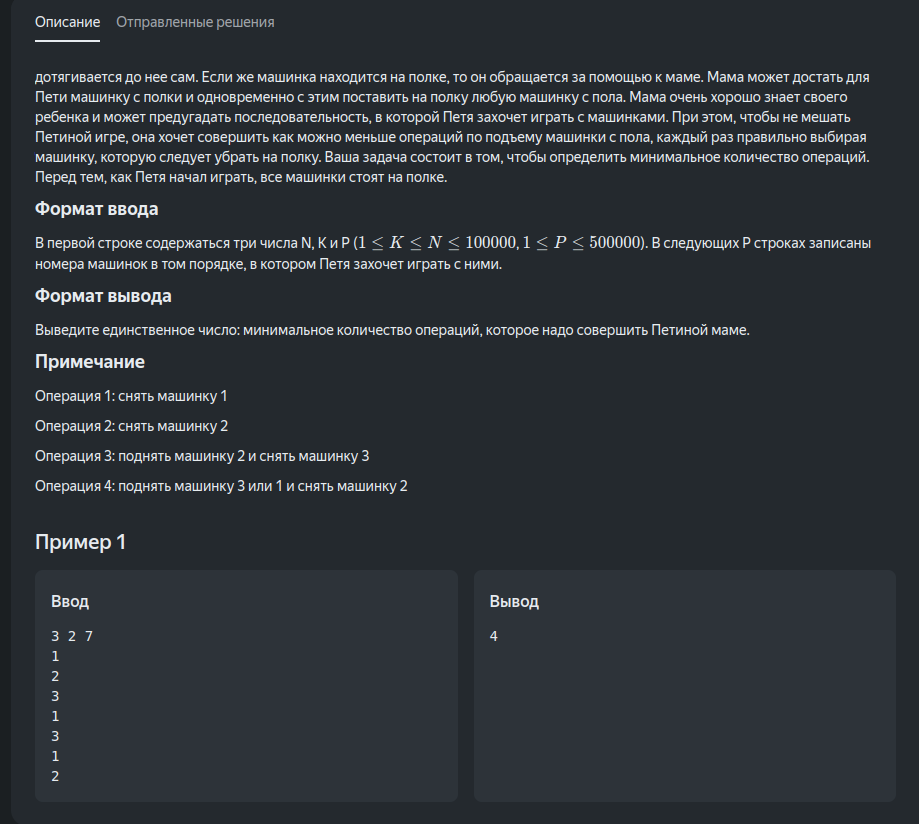 Описание Отправленные решения
дотягивается до нее сам. Если же машинка находится на полке, то он обращается за помощью к маме. Мама может достать для
Пети машинку с полки и одновременно с этим поставить на полку любую машинку с пола. Мама очень хорошо знает своего
ребенка и может предугадать последовательность, в которой Петя захочет играть с машинками. При этом, чтобы не мешать
Петиной игре, она хочет совершить как можно меньше операций по подъему машинки с пола, каждый раз правильно выбирая
машинку, которую следует убрать на полку. Ваша задача состоит в том, чтобы определить минимальное количество операций.
Перед тем, как Петя начал играть, все машинки стоят на полке.
Формат ввода
В первой строке содержаться три числа N, K и P (1 ≤ K ≤ N ≤ 100000, 1 ≤ P ≤ 500000). В следующих P строках записаны
номера машинок в том порядке, в котором Петя захочет играть с ними.
Формат вывода
Выведите единственное число: минимальное количество операций, которое надо совершить Петиной маме.
Примечание
Операция 1: снять машинку 1
Операция 2: снять машинку 2
Операция 3: поднять машинку 2 и снять машинку 3
Операция 4: поднять машинку 3 или 1 и снять машинку 2
Пример 1
Ввод
3 2 7
1
2
3
1
3
1
2
Вывод
4